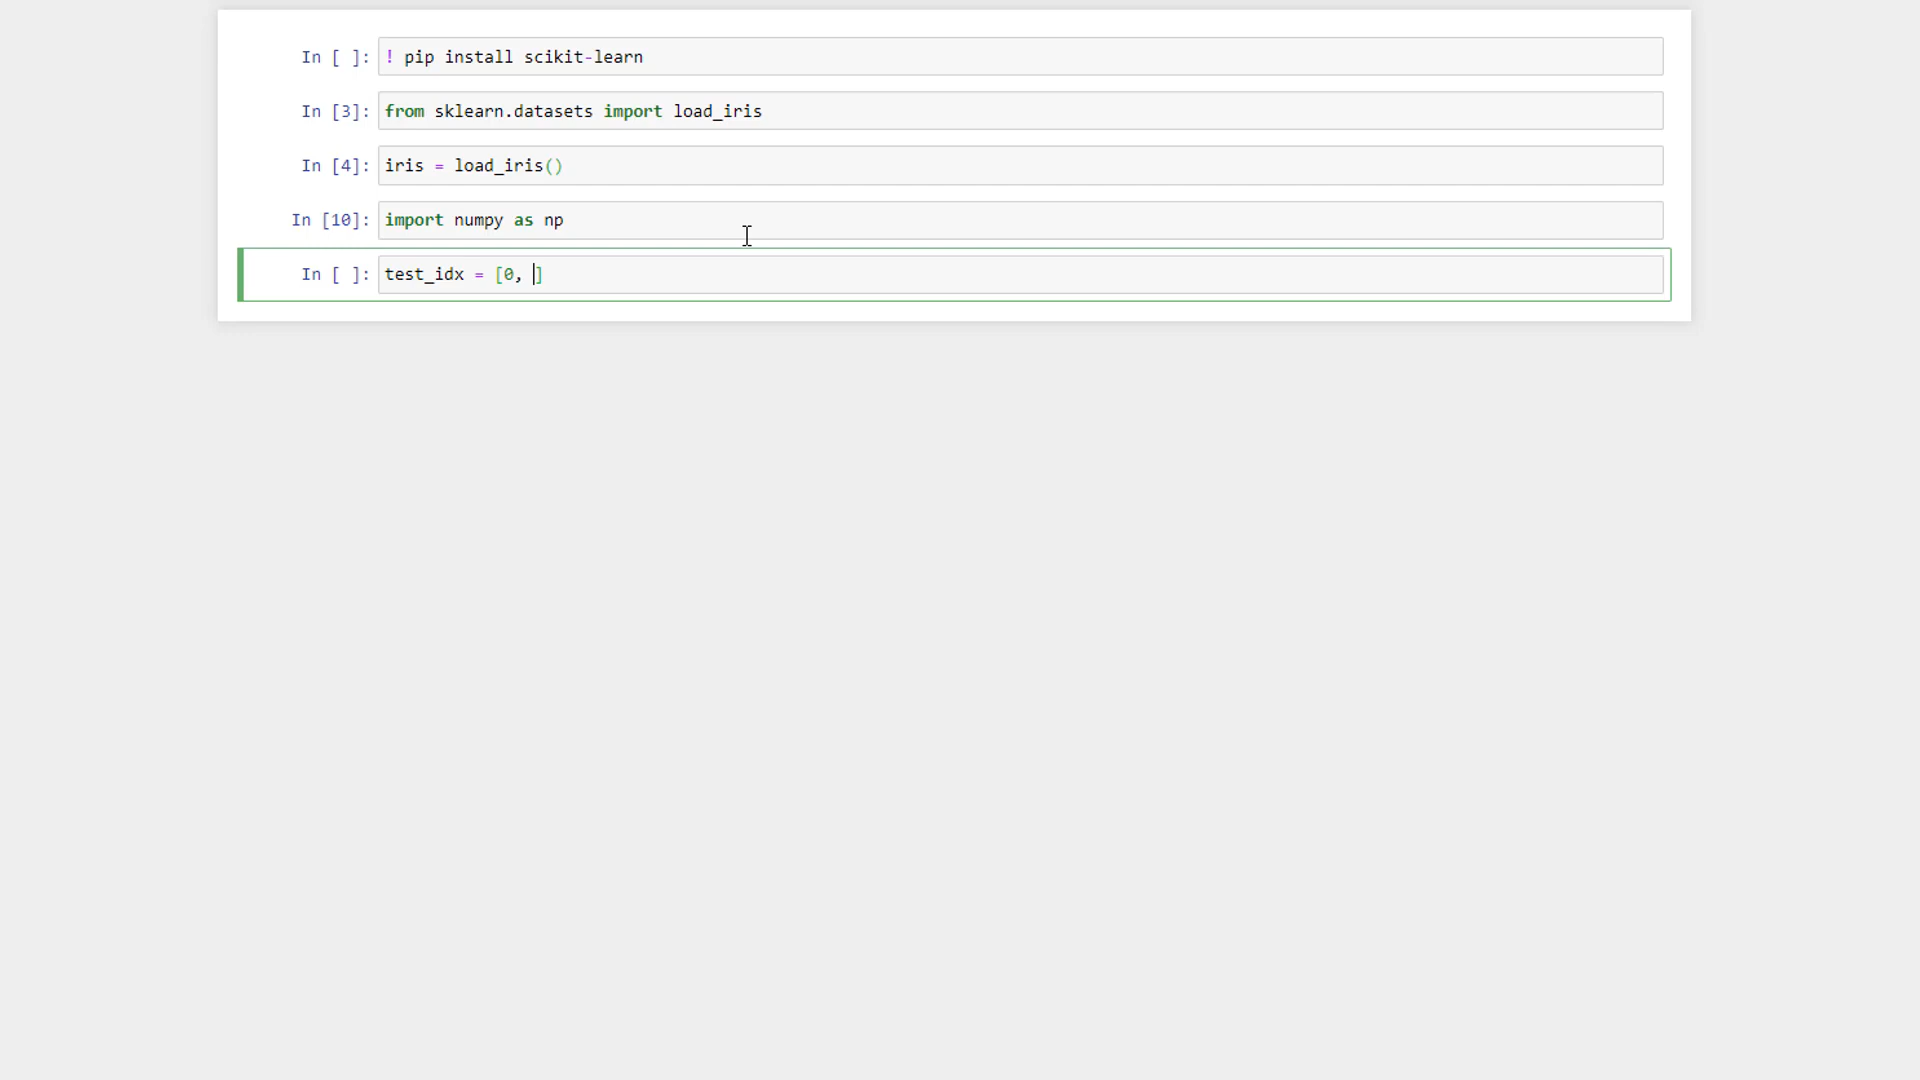 In [ ]: ! pip install scikit-learn
In [3]: from sklearn.datasets import load_iris
In [4]: iris = load_iris()
In [10]: import numpy as np
In [ ]: test_idx = [0, ]